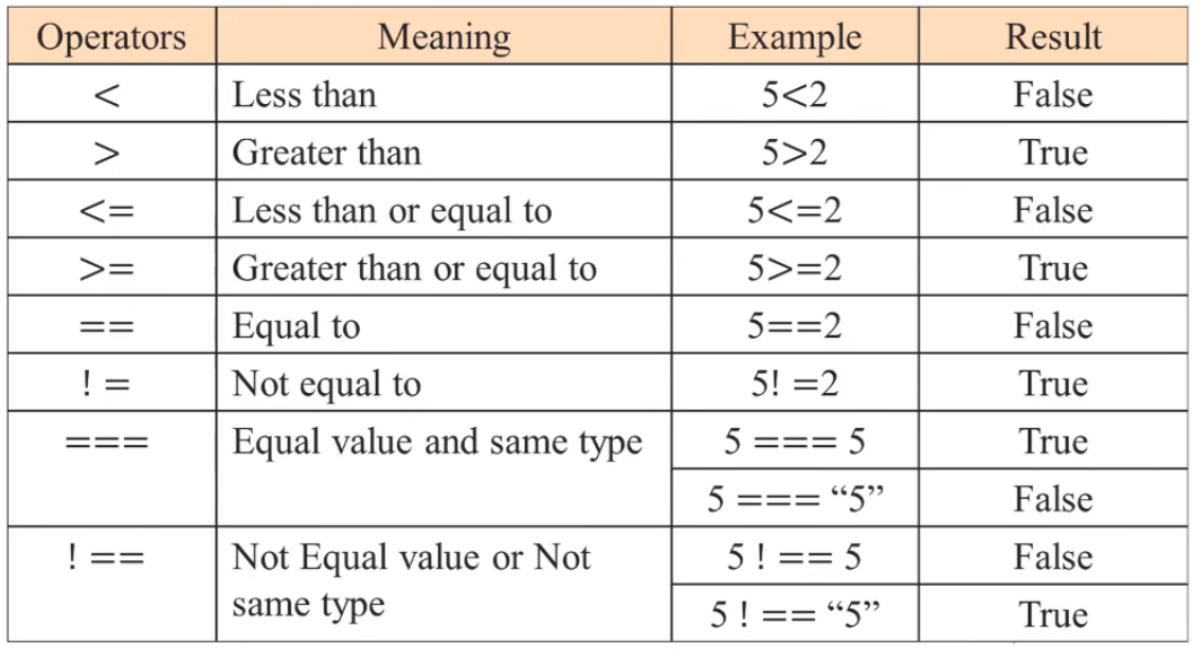 Operators Meaning Example Result
< Less than 5<2 False
> Greater than 5>2 True
<= Less than or equal to 5<=2 False
>= Greater than or equal to 5>=2 True
== Equal to 5==2 False
! = Not equal to 5! =2 True
=== Equal value and same type 5 === 5 True
5 === “5” False
! == Not Equal value or Not 5 ! == 5 False
same type 5 ! == “5” True